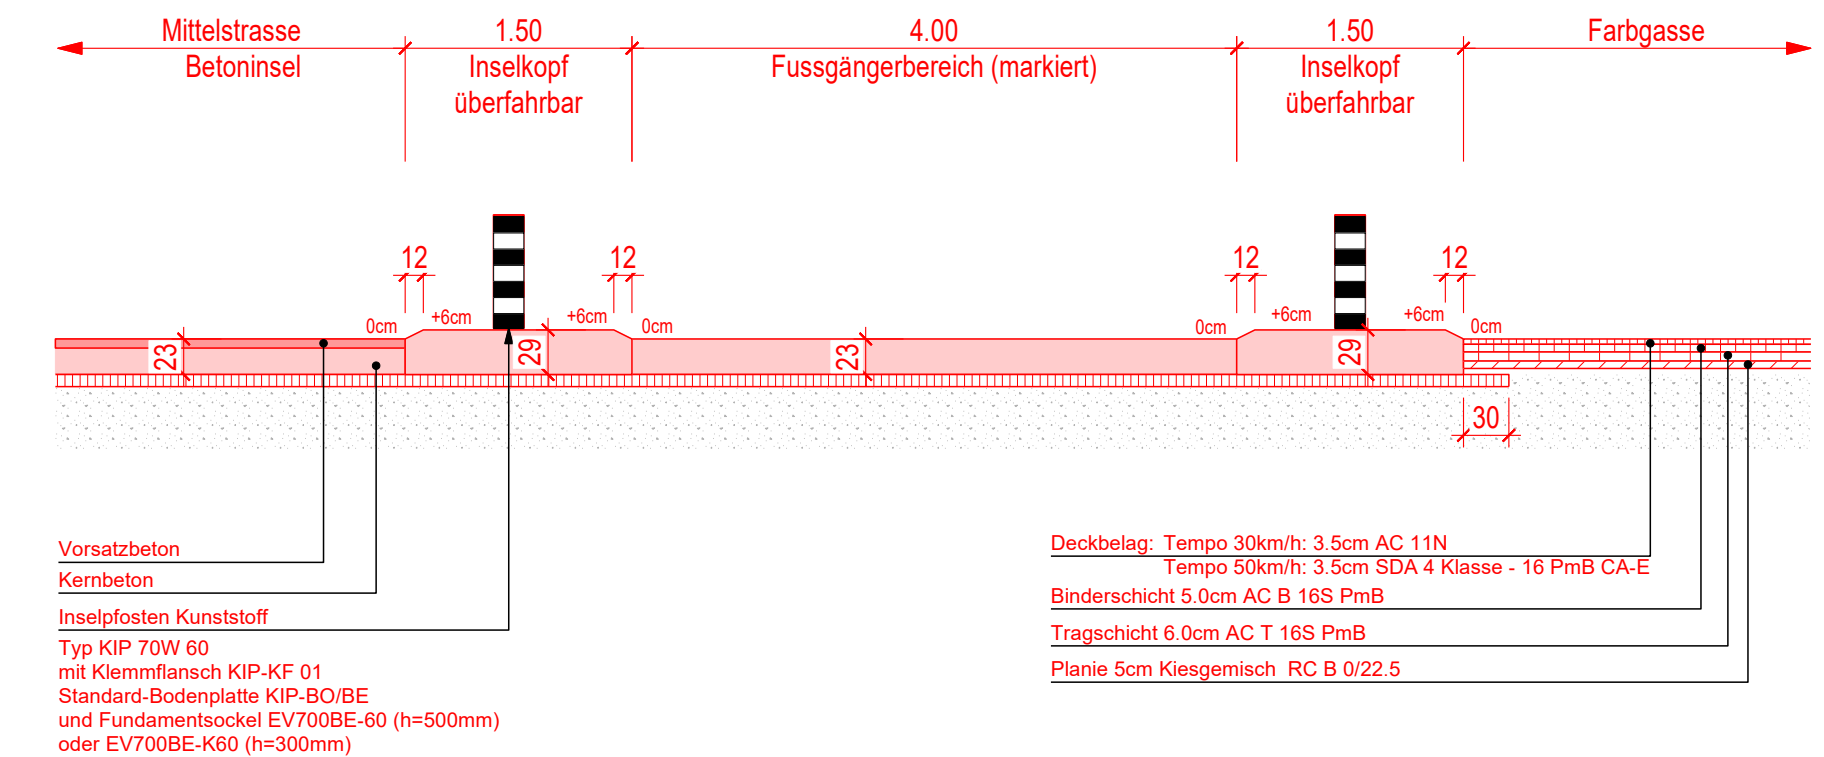 Mittelstrasse
Betoninsel
1.50
Inselkopf
überfahrbar
4.00
Fussgängerbereich (markiert)
1.50
Inselkopf
überfahrbar
Farbgasse
12
12
12
12
0cm
+6cm
+6cm
0cm
0cm
+6cm
+6cm
0cm
23
29
23
29
30
Vorsatzbeton
Kernbeton
Inselpfosten Kunststoff
Typ KIP 70W 60
mit Klemmflansch KIP-KF 01
Standard-Bodenplatte KIP-BO/BE
und Fundamentsockel EV700BE-60 (h=500mm)
oder EV700BE-K60 (h=300mm)
Deckbelag: Tempo 30km/h: 3.5cm AC 11N
Tempo 50km/h: 3.5cm SDA 4 Klasse - 16 PmB CA-E
Binderschicht 5.0cm AC B 16S PmB
Tragschicht 6.0cm AC T 16S PmB
Planie 5cm Kiesgemisch RC B 0/22.5